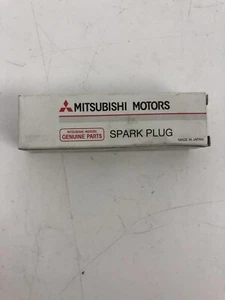 MITSUBISHI MOTORS
MITSUBISHI MOTORS
GENUINE PARTS
SPARK PLUG
MADE IN JAPAN